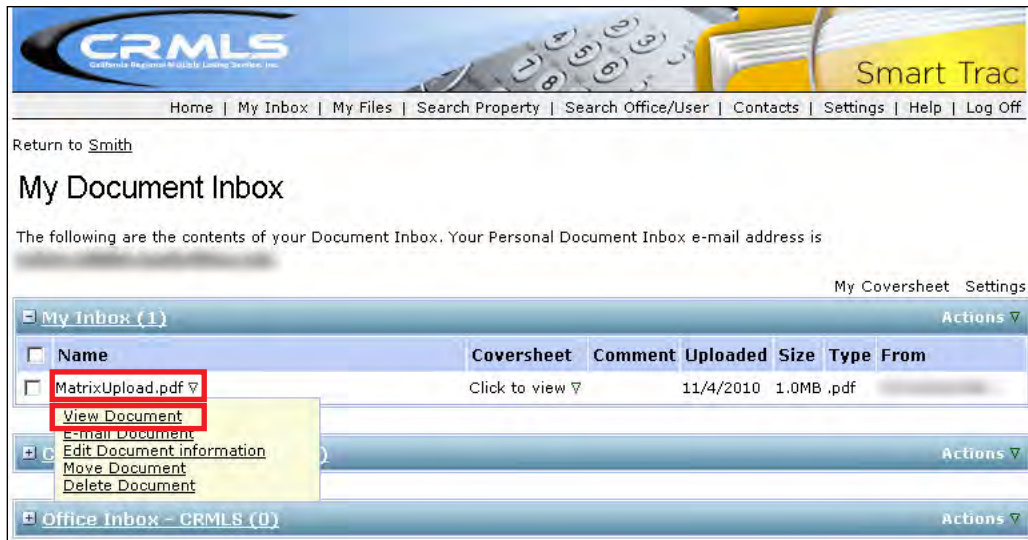 CRMLS
California Regional Multiple Listing Service, Inc.
Smart Trac
Home | My Inbox | My Files | Search Property | Search Office/User | Contacts | Settings | Help | Log Off
Return to Smith
My Document Inbox
The following are the contents of your Document Inbox. Your Personal Document Inbox e-mail address is
My Coversheet Settings
My Inbox (1) Actions
Name Coversheet Comment Uploaded Size Type From
MatrixUpload.pdf Click to view 11/4/2010 1.0MB .pdf
View Document
E-mail Document
Edit Document information
Actions
Move Document
Delete Document
Office Inbox - CRMLS (0) Actions